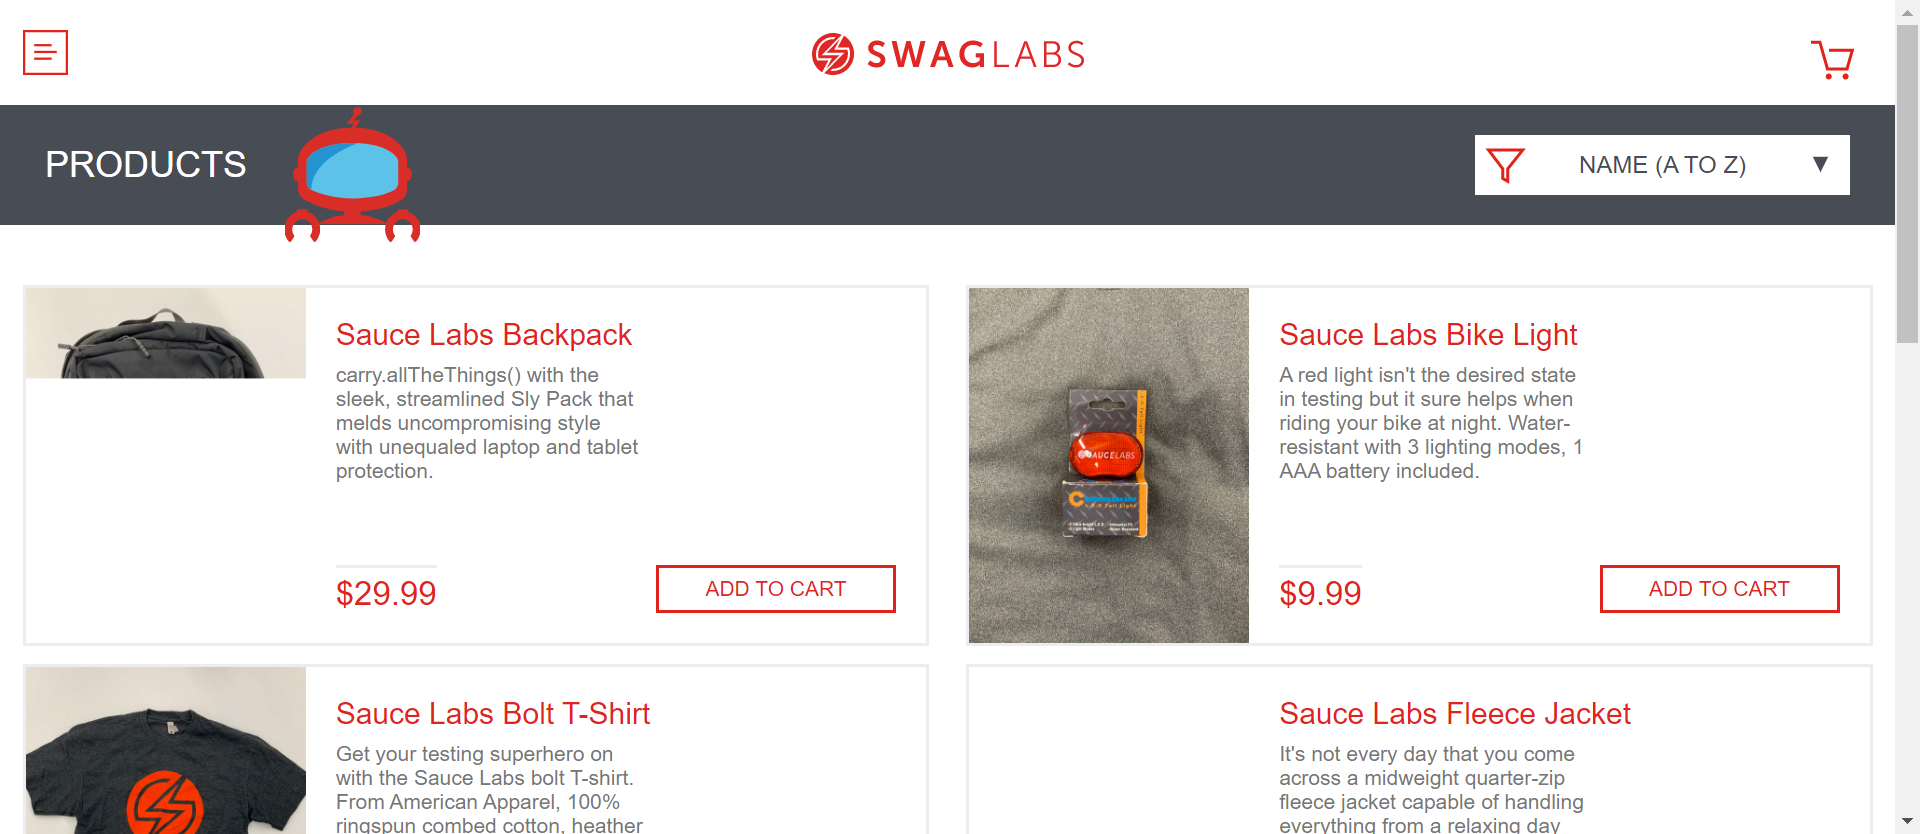 SWAGLABS
PRODUCTS
NAME (A TO Z)
Sauce Labs Backpack
carry.allTheThings() with the
sleek, streamlined Sly Pack that
melds uncompromising style
with unequaled laptop and tablet
protection.
$29.99
ADD TO CART
SAUCELABS
Sauce Labs Bike Light
A red light isn't the desired state
in testing but it sure helps when
riding your bike at night. Water-
resistant with 3 lighting modes, 1
AAA battery included.
$9.99
ADD TO CART
Sauce Labs Bolt T-Shirt
Get your testing superhero on
with the Sauce Labs bolt T-shirt.
From American Apparel, 100%
ringspun combed cotton, heather
Sauce Labs Fleece Jacket
It's not every day that you come
across a midweight quarter-zip
fleece jacket capable of handling
everything from a relaxing day